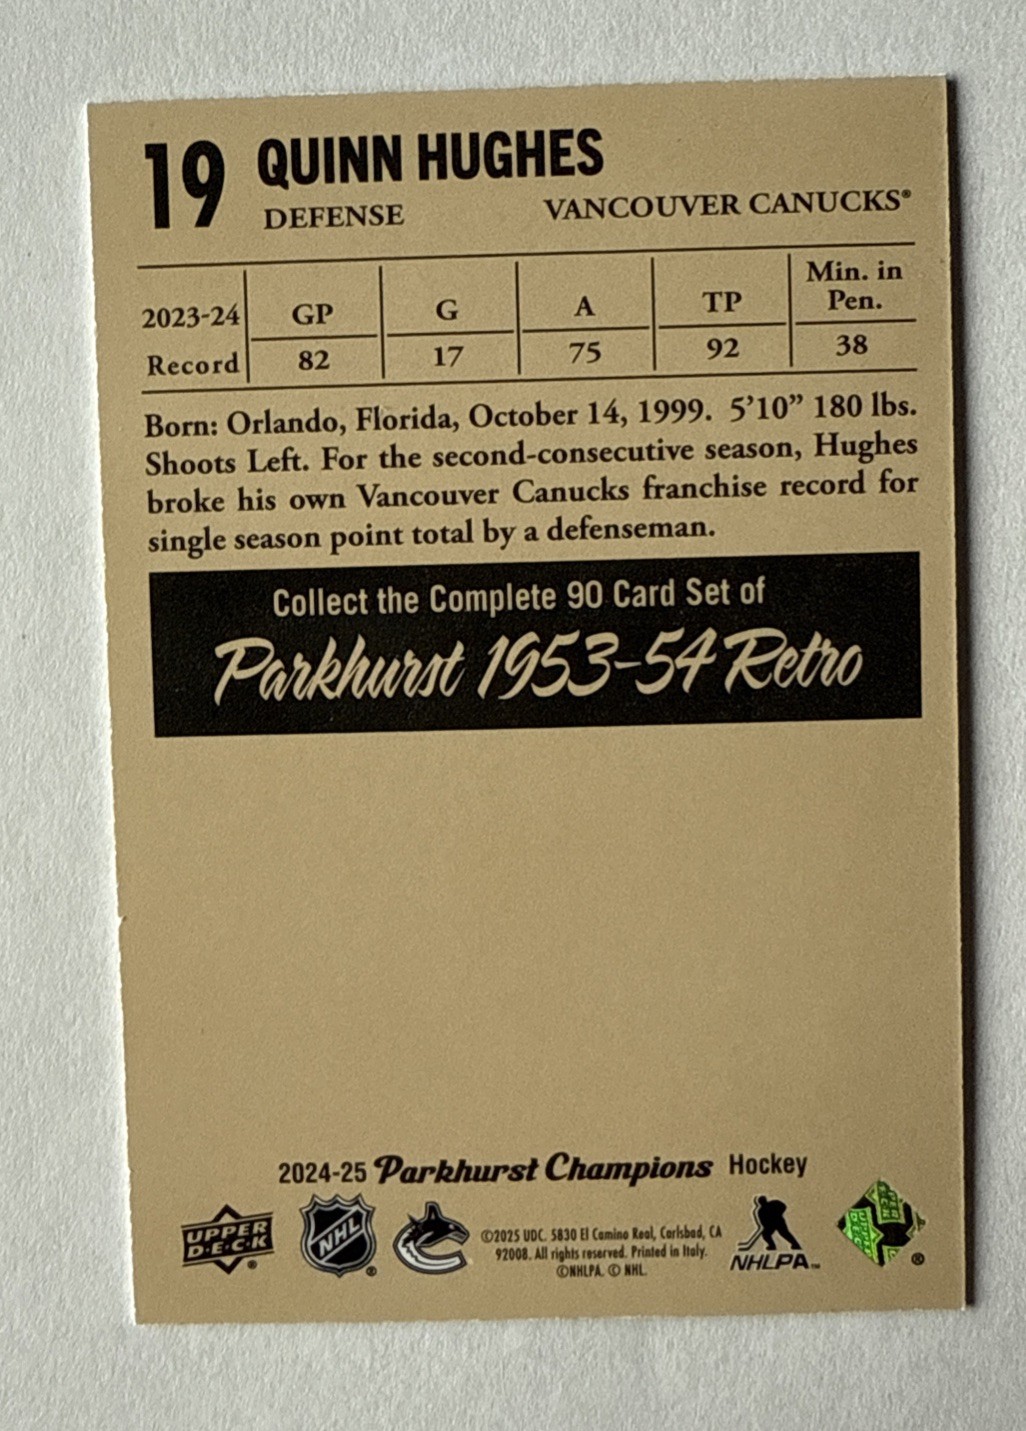 19 QUINN HUGHES
DEFENSE VANCOUVER CANUCKS®
2023-24 GP G A TP Min. in Pen.
Record 82 17 75 92 38
Born: Orlando, Florida, October 14, 1999. 5’10” 180 lbs.
Shoots Left. For the second-consecutive season, Hughes
broke his own Vancouver Canucks franchise record for
single season point total by a defenseman.
Collect the Complete 90 Card Set of
Parkhurst 1953-54 Retro
2024-25 Parkhurst Champions Hockey
UPPER
D·E·C·K®
NHL®
©2025 UDC. 5830 El Camino Real, Carlsbad, CA
92008. All rights reserved. Printed in Italy.
©NHLPA. © NHL.
NHLPA™
®